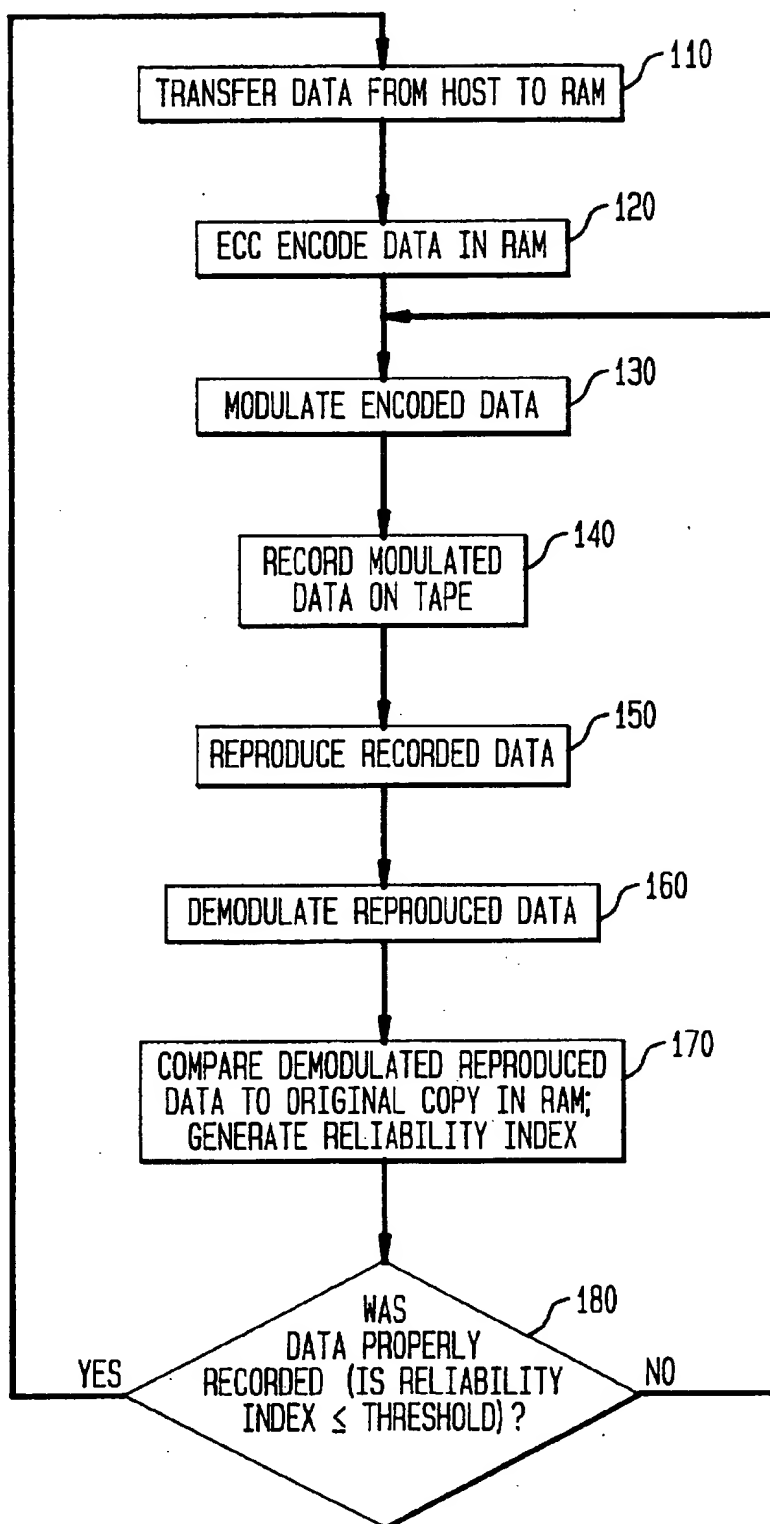 110
TRANSFER DATA FROM HOST TO RAM
120
ECC ENCODE DATA IN RAM
130
MODULATE ENCODED DATA
140
RECORD MODULATED
DATA ON TAPE
150
REPRODUCE RECORDED DATA
160
DEMODULATE REPRODUCED DATA
170
COMPARE DEMODULATED REPRODUCED
DATA TO ORIGINAL COPY IN RAM;
GENERATE RELIABILITY INDEX
180
WAS
DATA PROPERLY
RECORDED (IS RELIABILITY
INDEX ≤ THRESHOLD)?
YES
NO